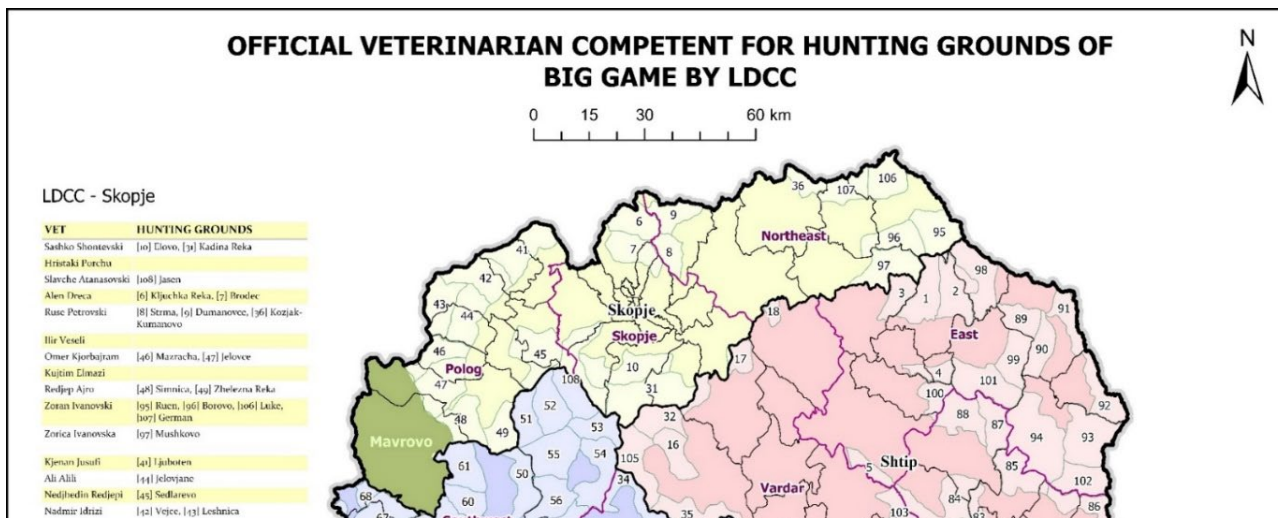 OFFICIAL VETERINARIAN COMPETENT FOR HUNTING GROUNDS OF
BIG GAME BY LDCC
N
0 15 30 60 km
LDCC - Skopje
VET HUNTING GROUNDS
Sashko Shontevski [10] Elovo, [31] Kadina Reka
Hristaki Purchu
Slavche Atanasovski [108] Jasen
Alen Dreca [6] Kljuchka Reka, [7] Brodec
Ruse Petrovski [8] Strma, [9] Dumanovce, [36] Kozjak-
Kumanovo
Ilir Veseli
Omer Kjorbajram [46] Mazracha, [47] Jelovce
Kujtim Elmazi
Redjep Ajro [48] Simnica, [49] Zhelezna Reka
Zoran Ivanovski [95] Ruen, [96] Borovo, [106] Luke,
[107] German
Zorica Ivanovska [97] Mushkovo
Kjenan Jusufi [41] Ljuboten
Ali Alili [44] Jelovjane
Nedjhedin Redjepi [45] Sedlarevo
Nadmir Idrizi [42] Vejce, [43] Leshnica
36 107 106
6 9
7 8
Northeast
95
96
97
41
42
43
44
46
47
45
Polog
48
49
Mavrovo
Skopje
Skopje
10
31
108
17
18
98
3 1 2
91
89
90
East
99
4
101
100
92
88
87
94
93
85
102
86
84
83
103
5
Shtip
Vardar
32
16
105
35
34
51
52
53
54
55
50
56
61
60
68
67